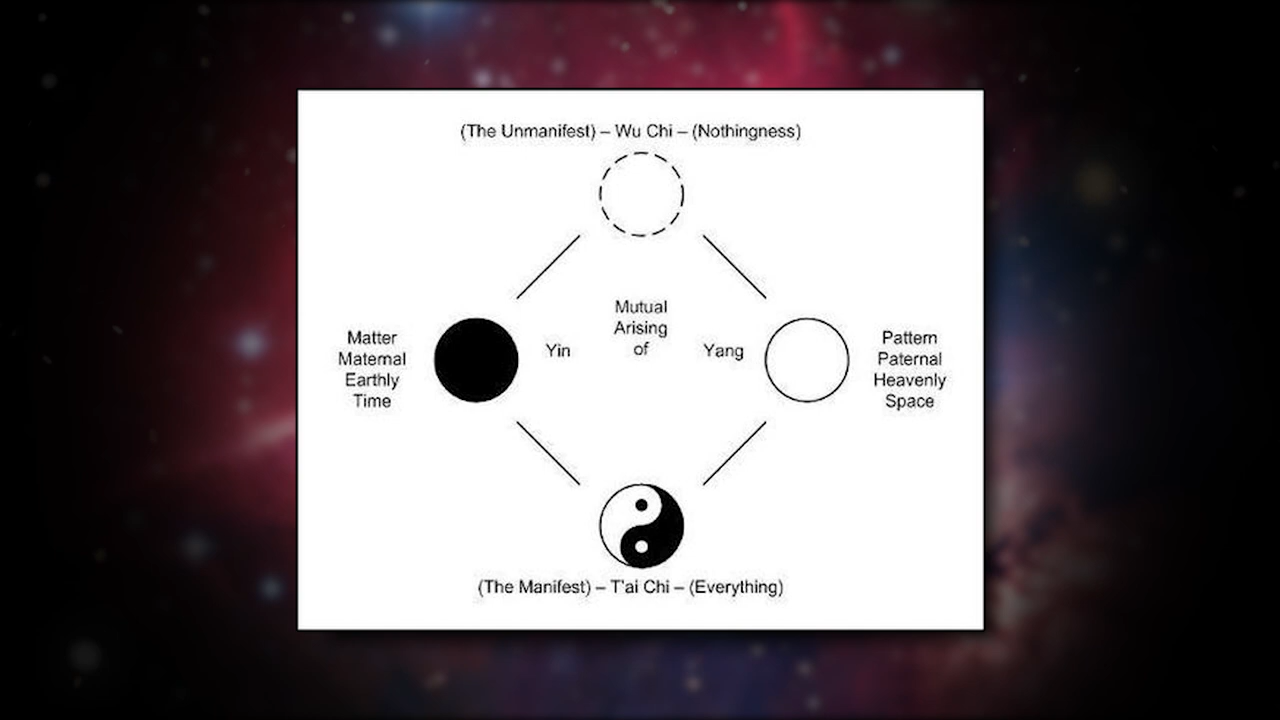 (The Unmanifest) – Wu Chi – (Nothingness)
Matter
Maternal
Earthly
Time
Yin
Mutual
Arising
of
Yang
Pattern
Paternal
Heavenly
Space
(The Manifest) – T'ai Chi – (Everything)